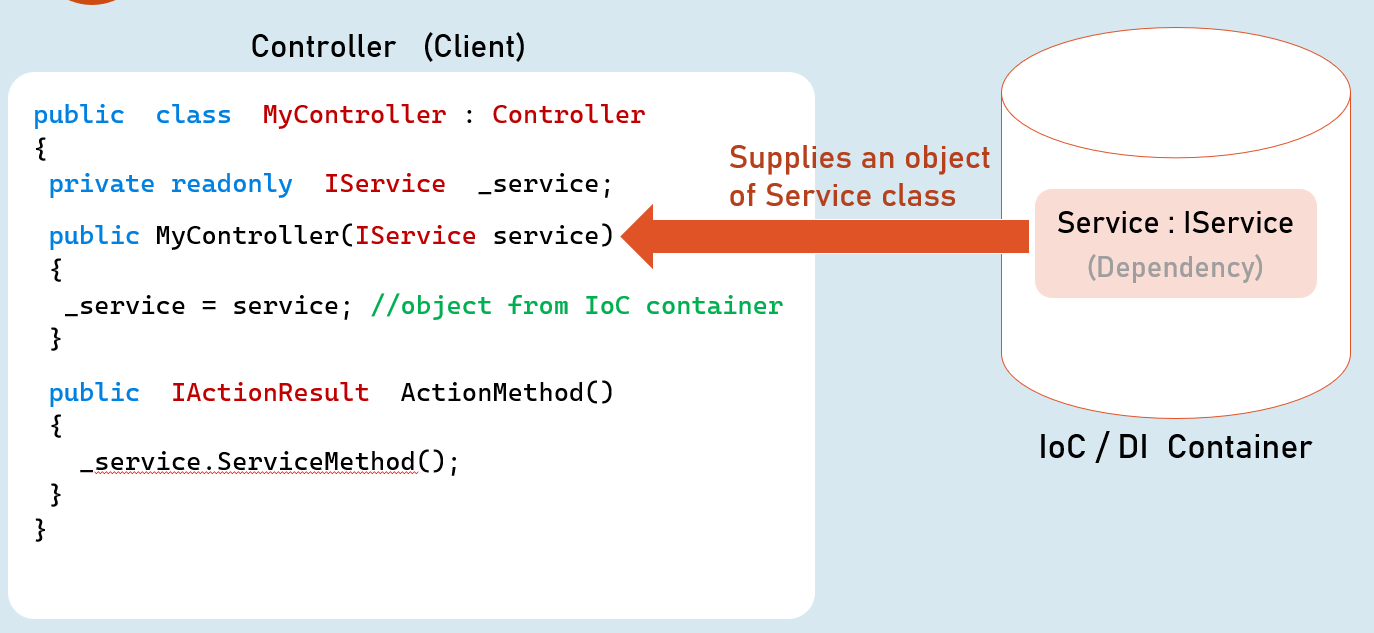 Controller (Client)
public class MyController : Controller
{
private readonly IService _service;
public MyController(IService service)
{
_service = service; //object from IoC container
}
public IActionResult ActionMethod()
{
_service.ServiceMethod();
}
}
Supplies an object
of Service class
Service : IService
(Dependency)
IoC / DI Container